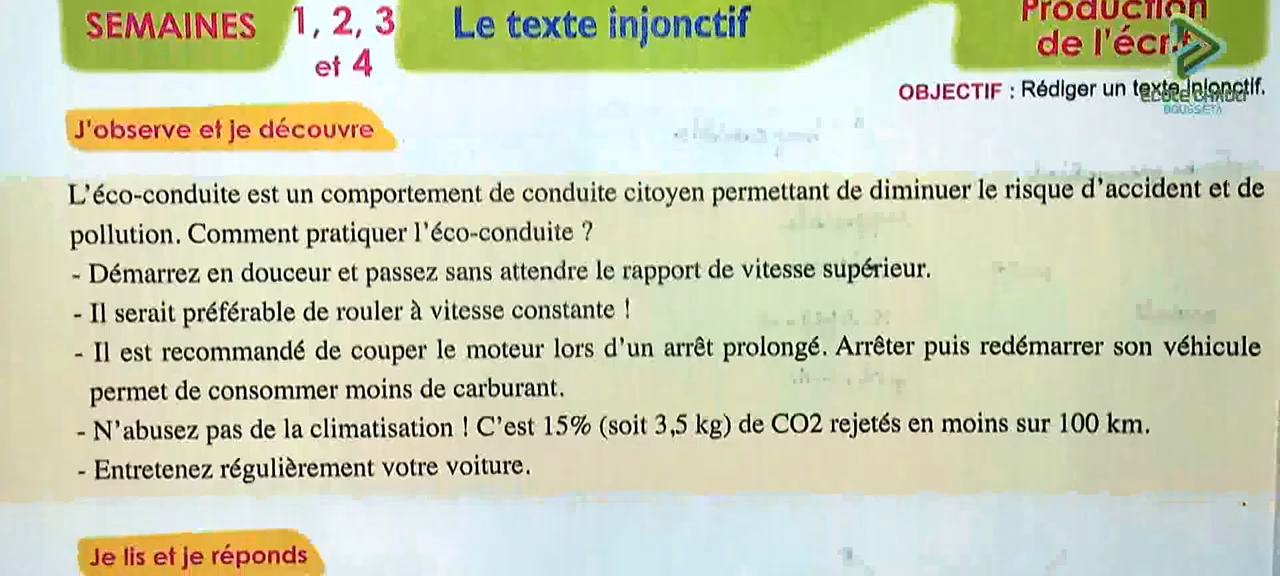 SEMAINES 1, 2, 3
et 4
Le texte injonctif
Production
de l'écrit
OBJECTIF : Rédiger un texte injonctif.
BOUSSETA
J'observe et je découvre
L'éco-conduite est un comportement de conduite citoyen permettant de diminuer le risque d'accident et de
pollution. Comment pratiquer l'éco-conduite ?
- Démarrez en douceur et passez sans attendre le rapport de vitesse supérieur.
- Il serait préférable de rouler à vitesse constante !
- Il est recommandé de couper le moteur lors d'un arrêt prolongé. Arrêter puis redémarrer son véhicule
permet de consommer moins de carburant.
- N'abusez pas de la climatisation ! C'est 15% (soit 3,5 kg) de CO2 rejetés en moins sur 100 km.
- Entretenez régulièrement votre voiture.
Je lis et je réponds